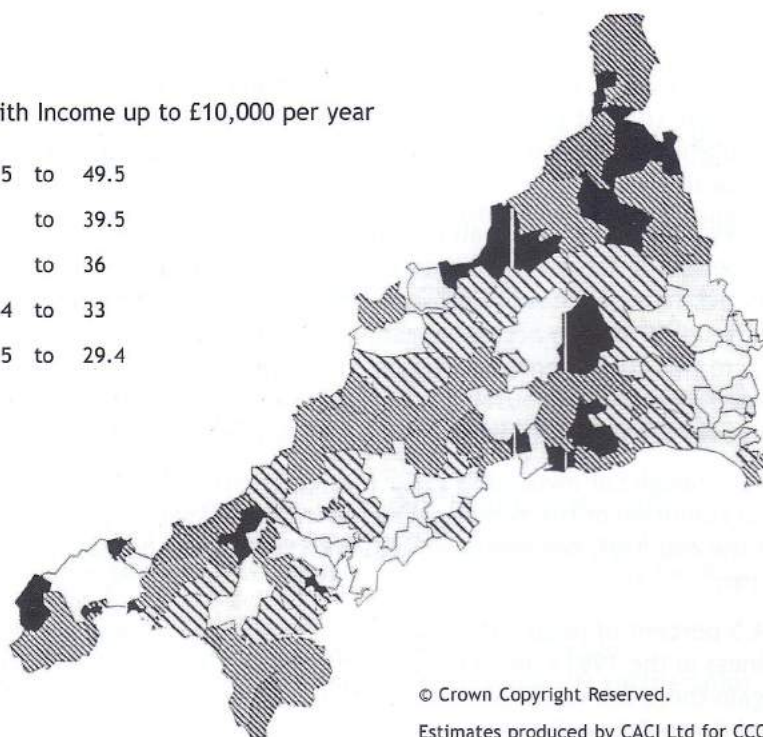 ith Income up to £10,000 per year
5 to 49.5
to 39.5
to 36
4 to 33
5 to 29.4
© Crown Copyright Reserved.
Estimates produced by CACI Ltd for CCC